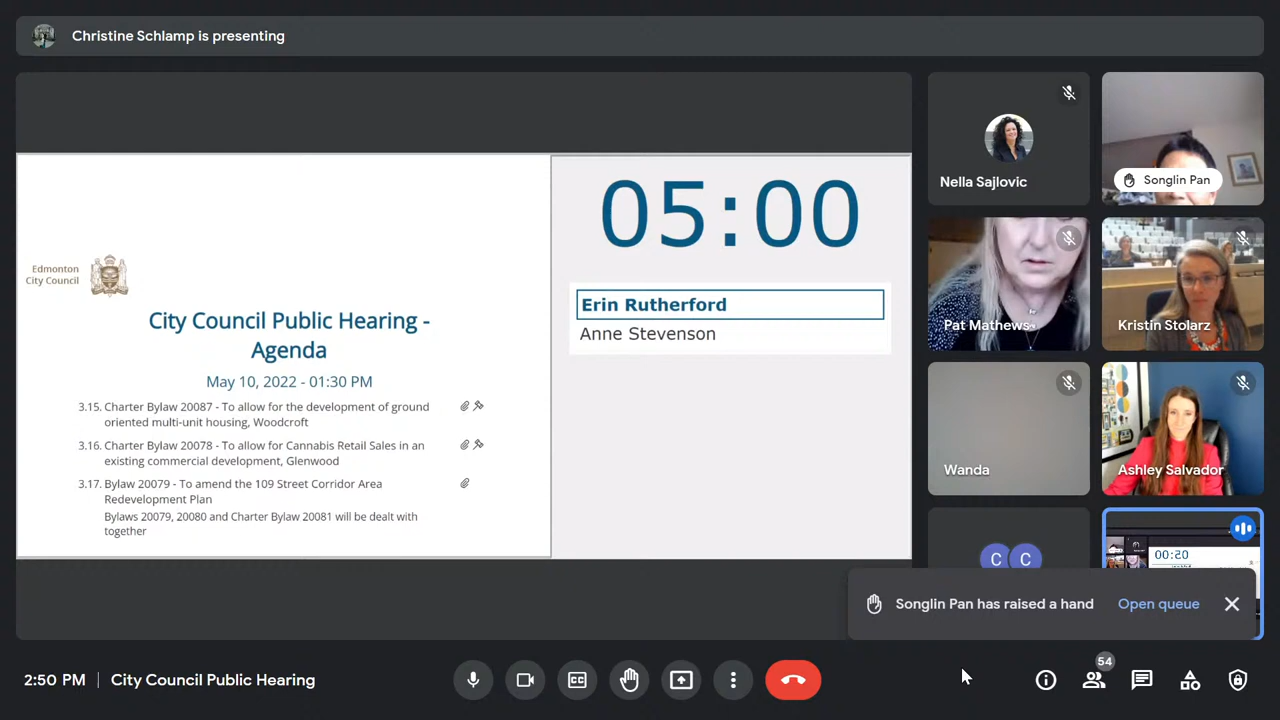 Christine Schlamp is presenting
Edmonton
City Council
City Council Public Hearing -
Agenda
May 10, 2022 - 01:30 PM
3.15. Charter Bylaw 20087 - To allow for the development of ground
oriented multi-unit housing, Woodcroft
3.16. Charter Bylaw 20078 - To allow for Cannabis Retail Sales in an
existing commercial development, Glenwood
3.17. Bylaw 20079 - To amend the 109 Street Corridor Area
Redevelopment Plan
Bylaws 20079, 20080 and Charter Bylaw 20081 will be dealt with
together
05:00
Erin Rutherford
Anne Stevenson
Nella Sajlovic
Songlin Pan
Pat Mathews
Kristin Stolarz
Wanda
Ashley Salvador
C C
00:50
Songlin Pan has raised a hand Open queue
2:50 PM | City Council Public Hearing
CC
54